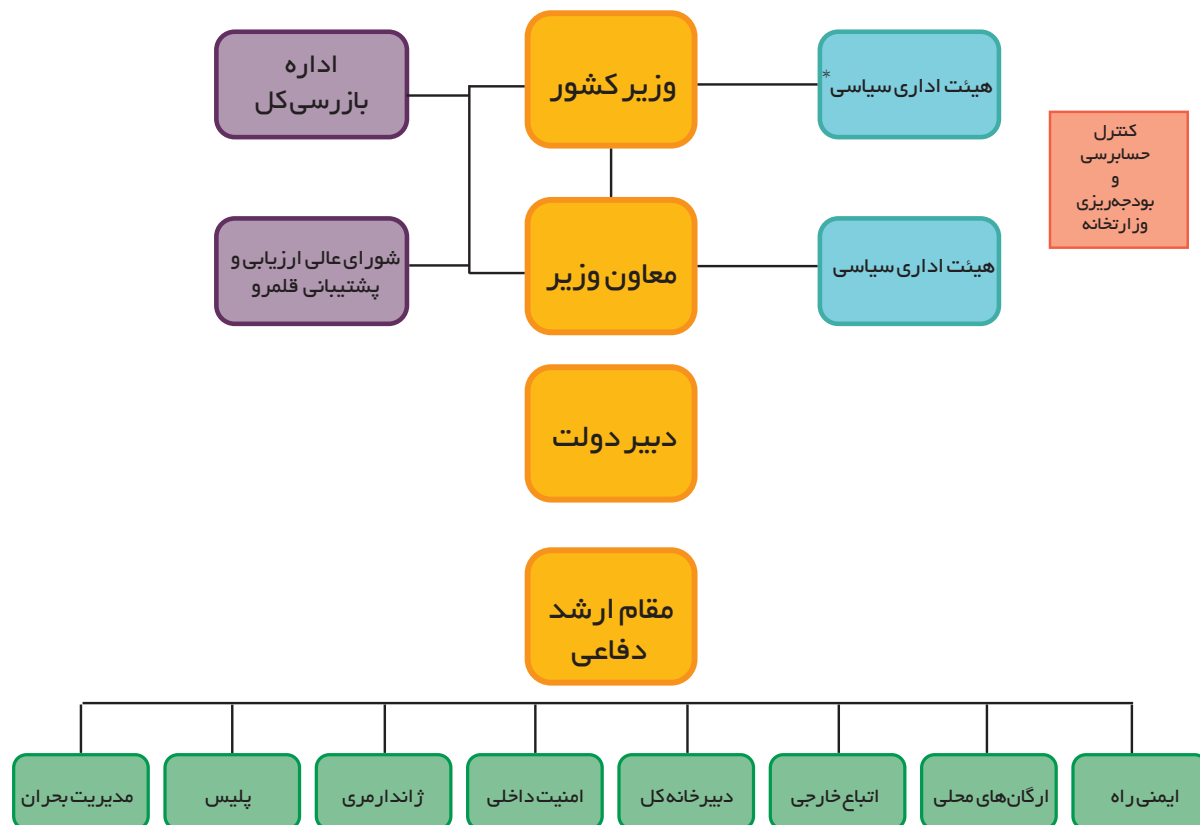 وزیر کشور
هیئت اداری سیاسی*
اداره
بازرسی کل
کنترل
حسابرسی
و
بودجه‌ریزی
وزارتخانه
معاون وزیر
هیئت اداری سیاسی
شورای عالی ارزیابی و
پشتیبانی قلمرو
دبیر دولت
مقام ارشد
دفاعی
ایمنی راه
ارگان‌های محلی
اتباع خارجی
دبیرخانه کل
امنیت داخلی
ژاندارمری
پلیس
مدیریت بحران